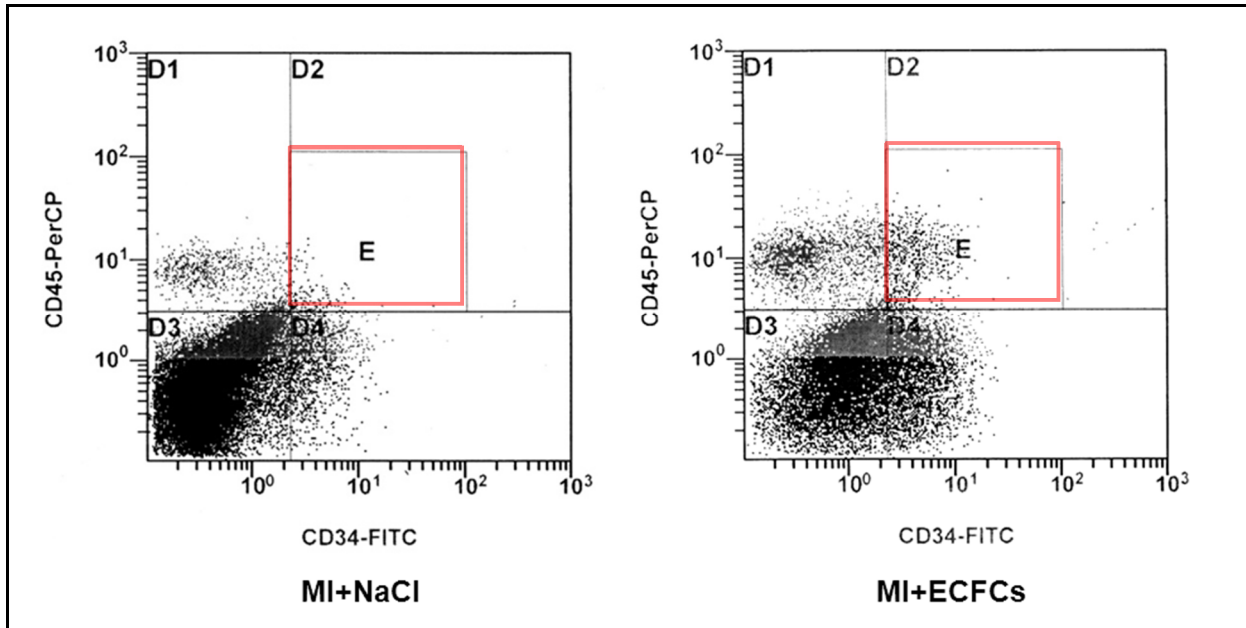 10³
D1 D2
10²
CD45-PerCP
E
10¹
D3 D4
10⁰
10⁰ 10¹ 10² 10³
CD34-FITC
MI+NaCl
10³
D1 D2
10²
CD45-PerCP
E
10¹
D3 D4
10⁰
10⁰ 10¹ 10² 10³
CD34-FITC
MI+ECFCs